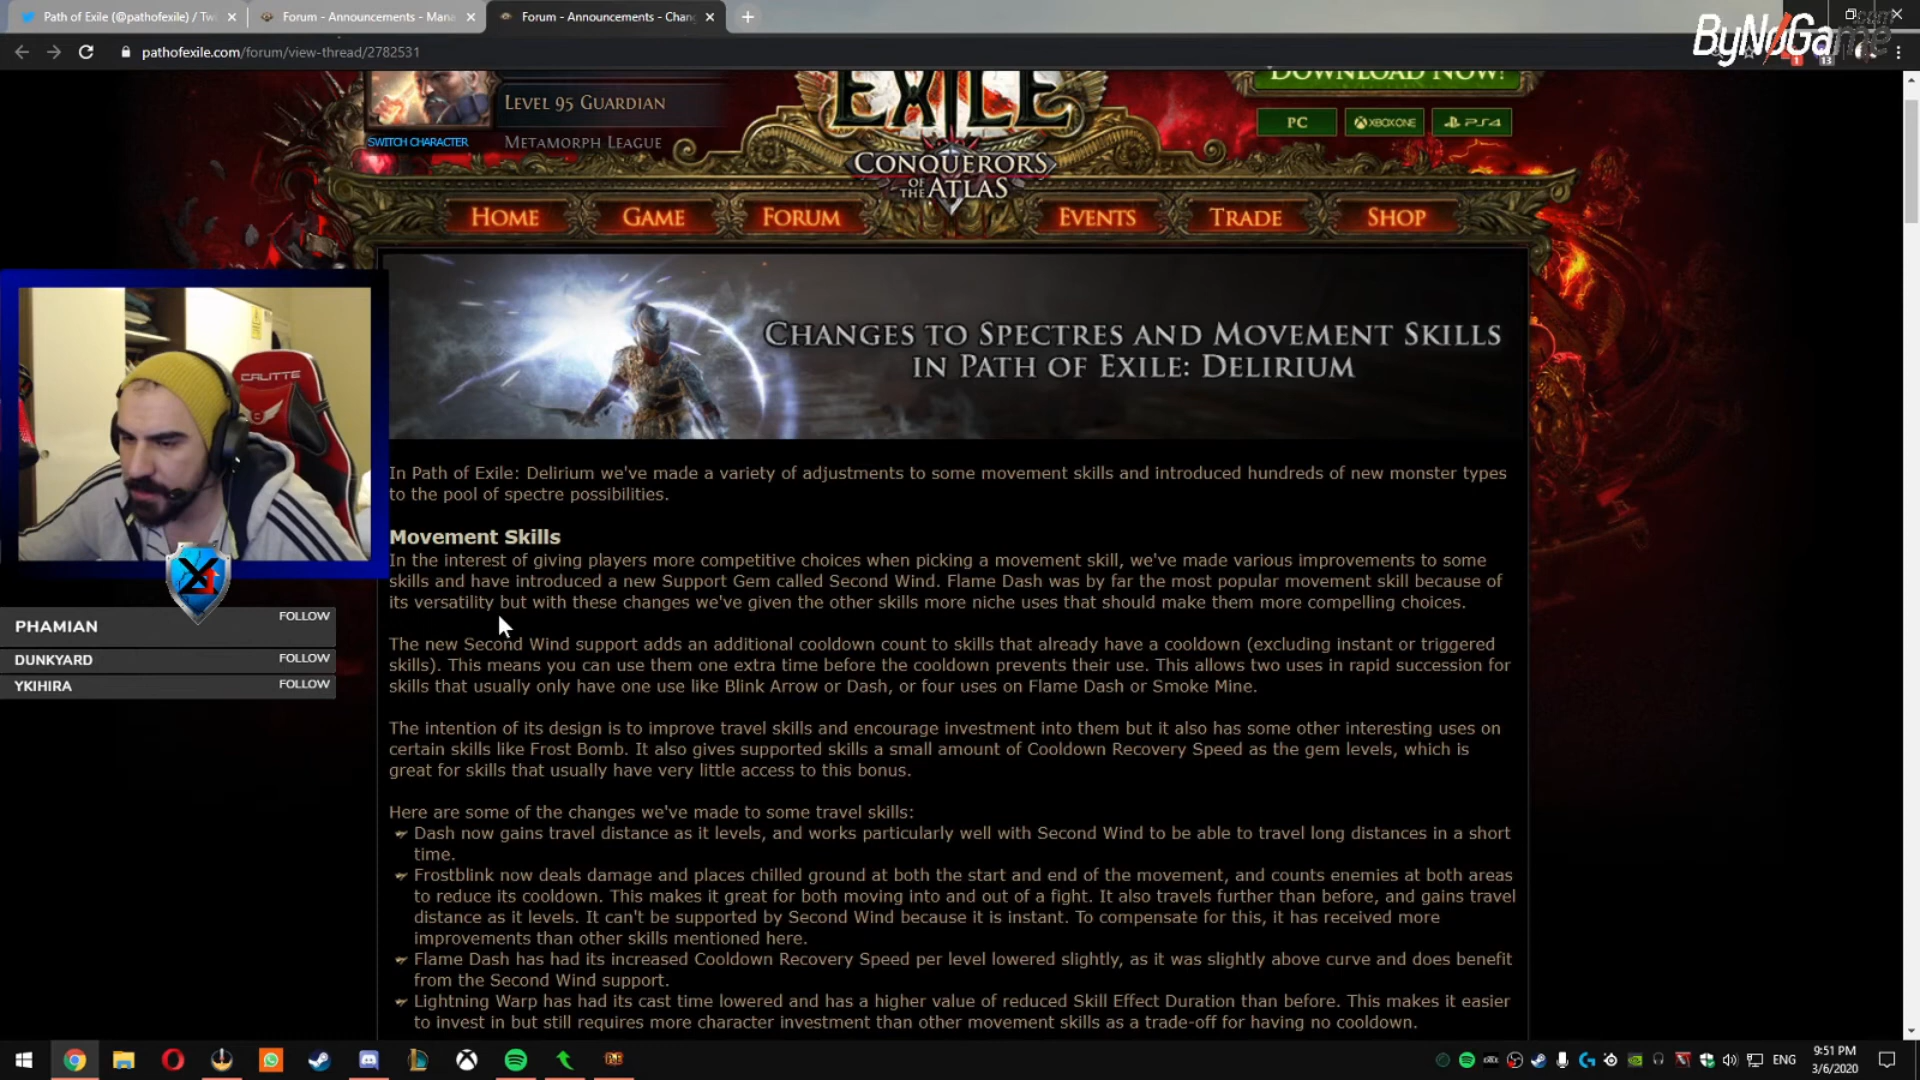 Path of Exile (@pathofexile) / Tw
Forum - Announcements - Mana
Forum - Announcements - Chan
pathofexile.com/forum/view-thread/2782531
ByNoGame
.com
LEVEL 95 GUARDIAN
SWITCH CHARACTER
METAMORPH LEAGUE
EXILE
CONQUERORS
OF THE ATLAS
DOWNLOAD NOW!
PC
XBOX ONE
PS4
HOME
GAME
FORUM
EVENTS
TRADE
SHOP
CHANGES TO SPECTRES AND MOVEMENT SKILLS
IN PATH OF EXILE: DELIRIUM
CALITTE
In Path of Exile: Delirium we've made a variety of adjustments to some movement skills and introduced hundreds of new monster types
to the pool of spectre possibilities.
Movement Skills
In the interest of giving players more competitive choices when picking a movement skill, we've made various improvements to some
skills and have introduced a new Support Gem called Second Wind. Flame Dash was by far the most popular movement skill because of
its versatility but with these changes we've given the other skills more niche uses that should make them more compelling choices.
X1
PHAMIAN FOLLOW
DUNKYARD FOLLOW
YKIHIRA FOLLOW
The new Second Wind support adds an additional cooldown count to skills that already have a cooldown (excluding instant or triggered
skills). This means you can use them one extra time before the cooldown prevents their use. This allows two uses in rapid succession for
skills that usually only have one use like Blink Arrow or Dash, or four uses on Flame Dash or Smoke Mine.
The intention of its design is to improve travel skills and encourage investment into them but it also has some other interesting uses on
certain skills like Frost Bomb. It also gives supported skills a small amount of Cooldown Recovery Speed as the gem levels, which is
great for skills that usually have very little access to this bonus.
Here are some of the changes we've made to some travel skills:
Dash now gains travel distance as it levels, and works particularly well with Second Wind to be able to travel long distances in a short
time.
Frostblink now deals damage and places chilled ground at both the start and end of the movement, and counts enemies at both areas
to reduce its cooldown. This makes it great for both moving into and out of a fight. It also travels further than before, and gains travel
distance as it levels. It can't be supported by Second Wind because it is instant. To compensate for this, it has received more
improvements than other skills mentioned here.
Flame Dash has had its increased Cooldown Recovery Speed per level lowered slightly, as it was slightly above curve and does benefit
from the Second Wind support.
Lightning Warp has had its cast time lowered and has a higher value of reduced Skill Effect Duration than before. This makes it easier
to invest in but still requires more character investment than other movement skills as a trade-off for having no cooldown.
ENG
9:51 PM
3/6/2020